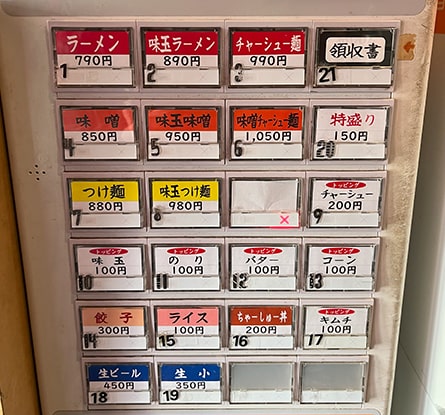 ラーメン
790円
1
味玉ラーメン
890円
2
チャーシュー麺
990円
3
領収書
21
味噌
850円
4
味玉味噌
950円
5
味噌チャーシュー麺
1,050円
6
特盛り
150円
20
つけ麺
880円
7
味玉つけ麺
980円
8
×
トッピング
チャーシュー
200円
9
トッピング
味玉
100円
10
トッピング
のり
100円
11
トッピング
バター
100円
12
トッピング
コーン
100円
13
餃子
300円
14
ライス
100円
15
ちゃーしゅー丼
200円
16
トッピング
キムチ
100円
17
生ビール
450円
18
生小
350円
19